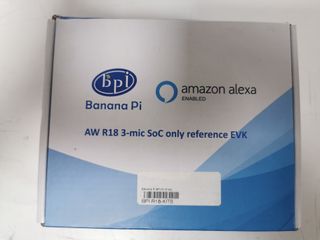 bpi
Banana Pi
amazon alexa
ENABLED
AW R18 3-mic SoC only reference EVK
BPI R18 KITS